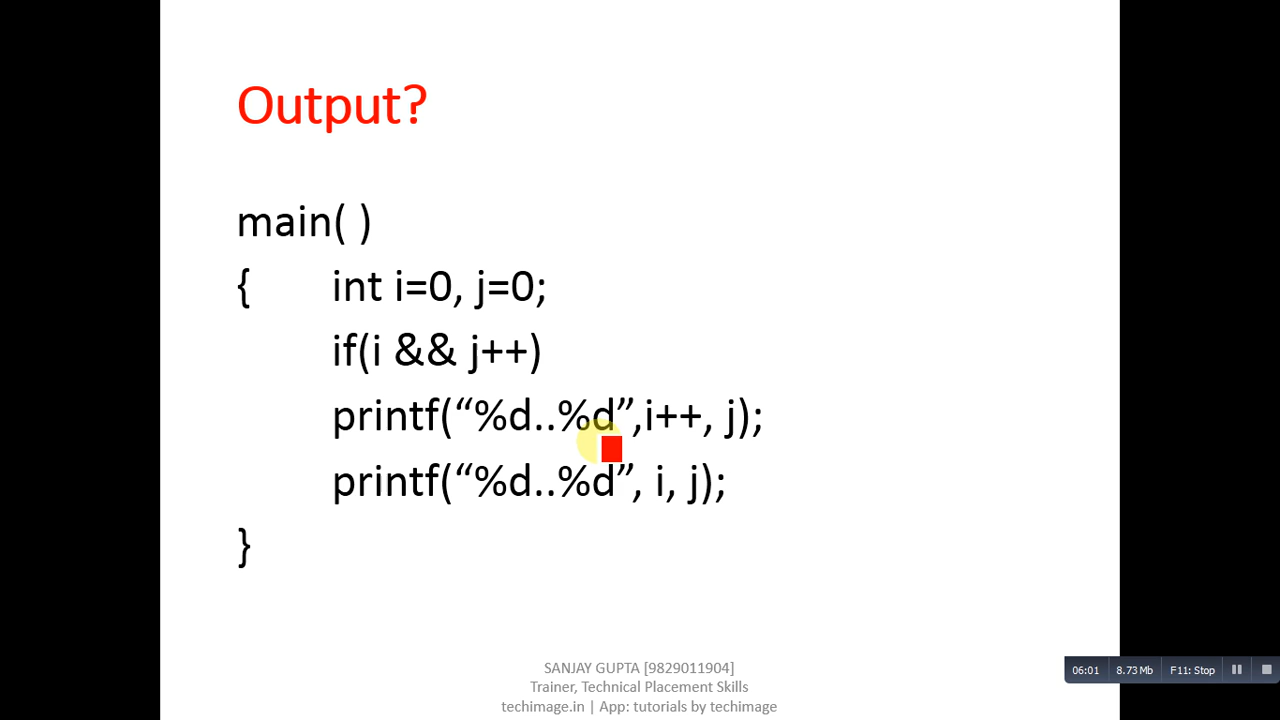 Output?
main( )
{ int i=0, j=0;
if(i && j++)
printf(“%d..%d”,i++, j);
printf(“%d..%d”, i, j);
}
SANJAY GUPTA [9829011904]
Trainer, Technical Placement Skills
techimage.in | App: tutorials by techimage
06:01 8.73 Mb F11: Stop